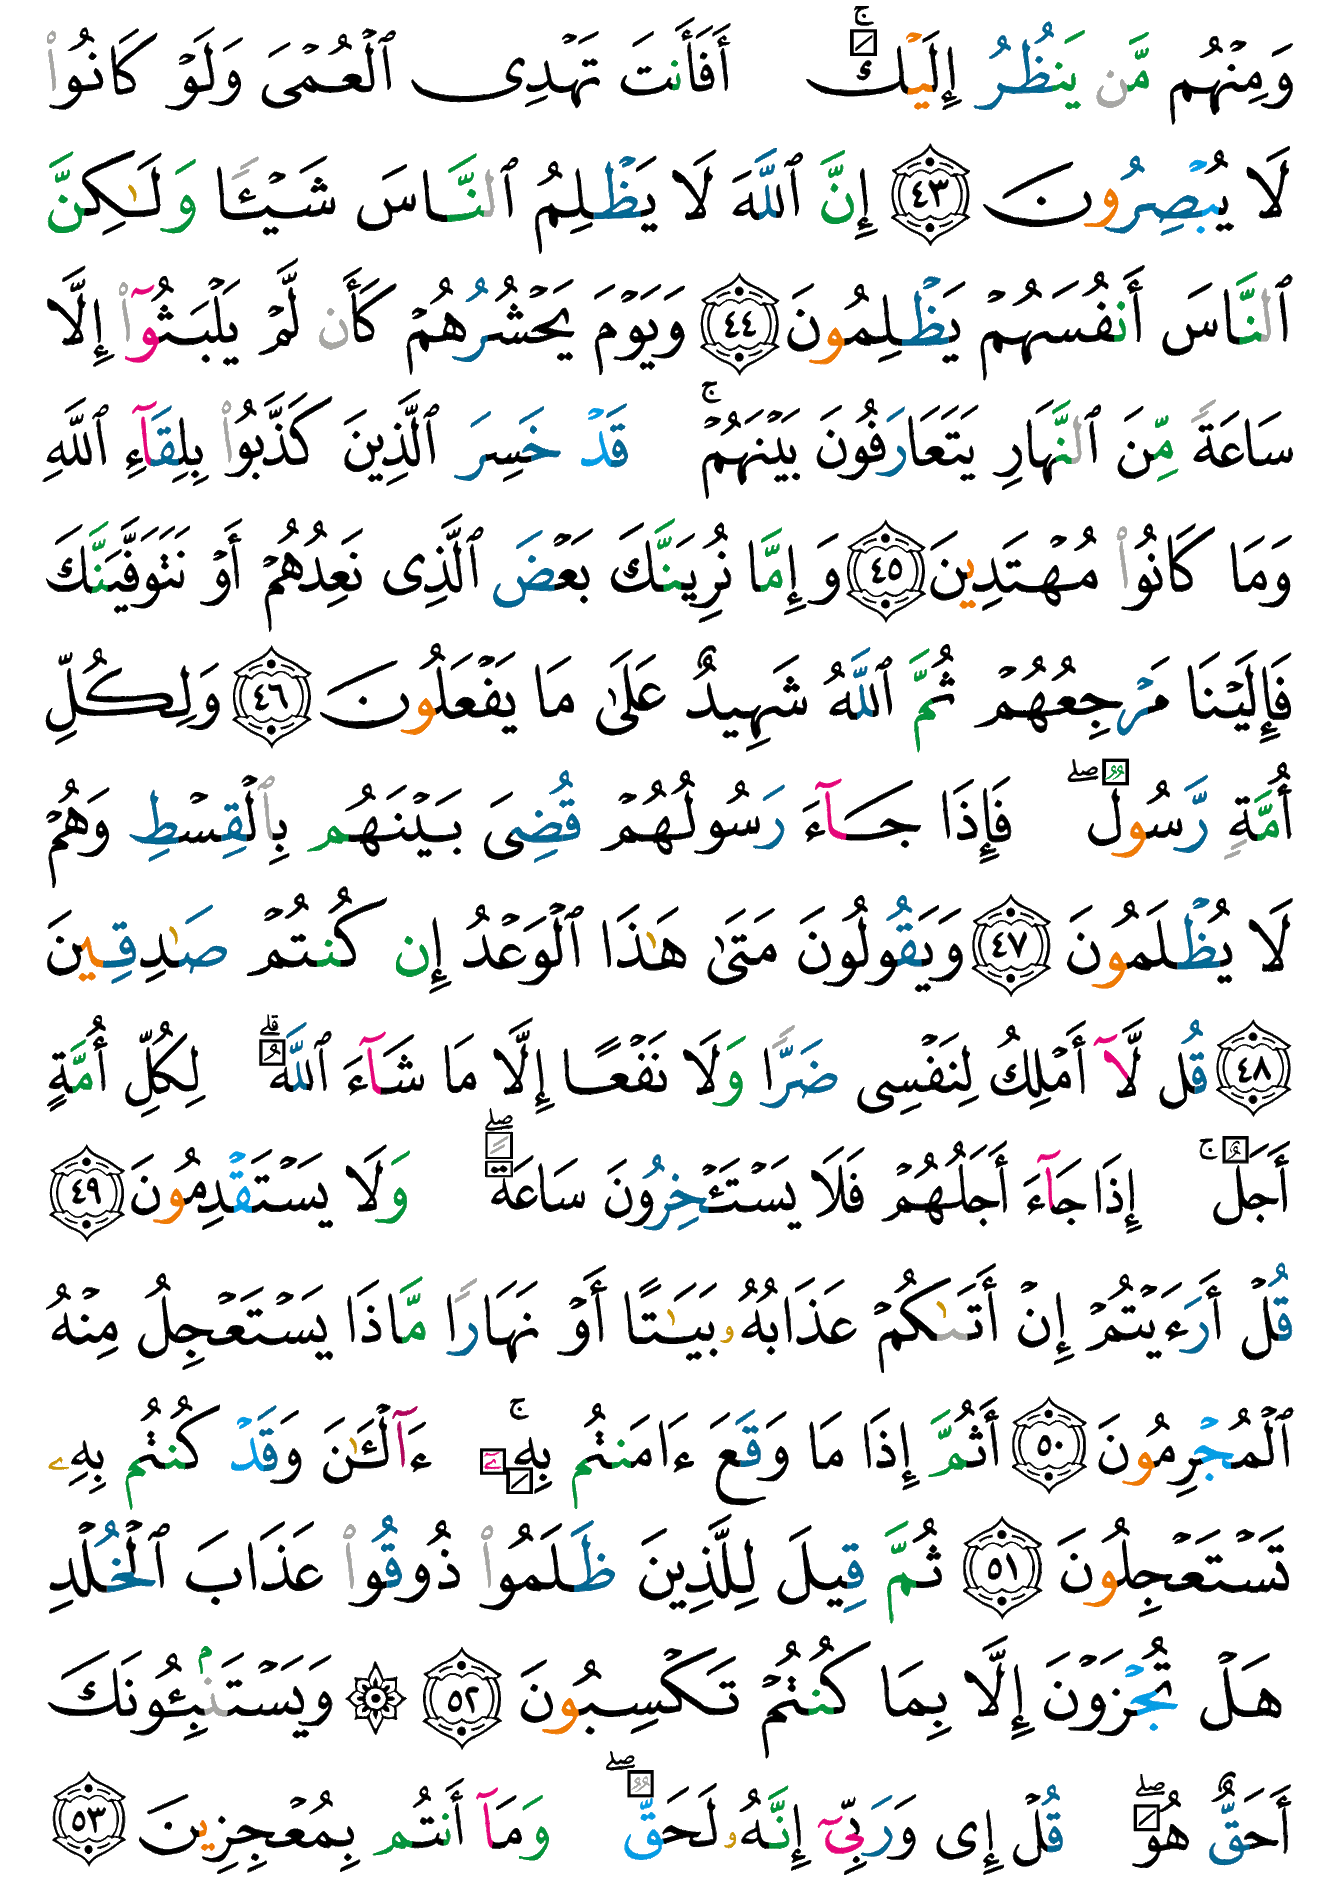 وَمِنْهُم مَّن يَنظُرُ إِلَيْكَ ۚ أَفَأَنتَ تَهْدِى ٱلْعُمْىَ وَلَوْ كَانُوا۟
لَا يُبْصِرُونَ ٤٣ إِنَّ ٱللَّهَ لَا يَظْلِمُ ٱلنَّاسَ شَيْـًٔا وَلَـٰكِنَّ
ٱلنَّاسَ أَنفُسَهُمْ يَظْلِمُونَ ٤٤ وَيَوْمَ يَحْشُرُهُمْ كَأَن لَّمْ يَلْبَثُوٓا۟ إِلَّا
سَاعَةً مِّنَ ٱلنَّهَارِ يَتَعَارَفُونَ بَيْنَهُمْ ۚ قَدْ خَسِرَ ٱلَّذِينَ كَذَّبُوا۟ بِلِقَآءِ ٱللَّهِ
وَمَا كَانُوا۟ مُهْتَدِينَ ٤٥ وَإِمَّا نُرِيَنَّكَ بَعْضَ ٱلَّذِى نَعِدُهُمْ أَوْ نَتَوَفَّيَنَّكَ
فَإِلَيْنَا مَرْجِعُهُمْ ثُمَّ ٱللَّهُ شَهِيدٌ عَلَىٰ مَا يَفْعَلُونَ ٤٦ وَلِكُلِّ
أُمَّةٍ رَّسُولٌ ۖ فَإِذَا جَآءَ رَسُولُهُمْ قُضِىَ بَيْنَهُم بِٱلْقِسْطِ وَهُمْ
لَا يُظْلَمُونَ ٤٧ وَيَقُولُونَ مَتَىٰ هَـٰذَا ٱلْوَعْدُ إِن كُنتُمْ صَـٰدِقِينَ
٤٨ قُل لَّآ أَمْلِكُ لِنَفْسِى ضَرًّا وَلَا نَفْعًا إِلَّا مَا شَآءَ ٱللَّهُ ۗ لِكُلِّ أُمَّةٍ
أَجَلٌ ۚ إِذَا جَآءَ أَجَلُهُمْ فَلَا يَسْتَـْٔخِرُونَ سَاعَةً ۖ وَلَا يَسْتَقْدِمُونَ ٤٩
قُلْ أَرَءَيْتُمْ إِنْ أَتَىٰكُمْ عَذَابُهُۥ بَيَـٰتًا أَوْ نَهَارًا مَّاذَا يَسْتَعْجِلُ مِنْهُ
ٱلْمُجْرِمُونَ ٥٠ أَثُمَّ إِذَا مَا وَقَعَ ءَامَنتُم بِهِۦٓ ۚ ءَآلْـَٔـٰنَ وَقَدْ كُنتُم بِهِۦ
تَسْتَعْجِلُونَ ٥١ ثُمَّ قِيلَ لِلَّذِينَ ظَلَمُوا۟ ذُوقُوا۟ عَذَابَ ٱلْخُلْدِ
هَلْ تُجْزَوْنَ إِلَّا بِمَا كُنتُمْ تَكْسِبُونَ ٥٢ ۞ وَيَسْتَنۢبِـُٔونَكَ
أَحَقٌّ هُوَ ۖ قُلْ إِى وَرَبِّىٓ إِنَّهُۥ لَحَقٌّ ۖ وَمَآ أَنتُم بِمُعْجِزِينَ ٥٣